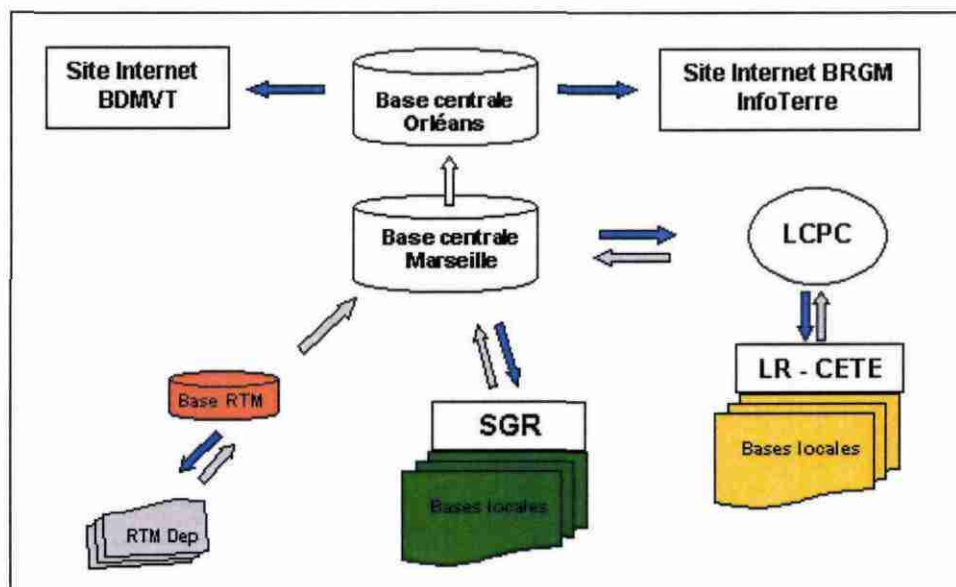 Site Internet
BDMVT
Base centrale
Orléans
Site Internet BRGM
InfoTerre
Base centrale
Marseille
LCPC
Base RTM
LR - CETE
SGR
Bases locales
Bases locales
RTM Dep